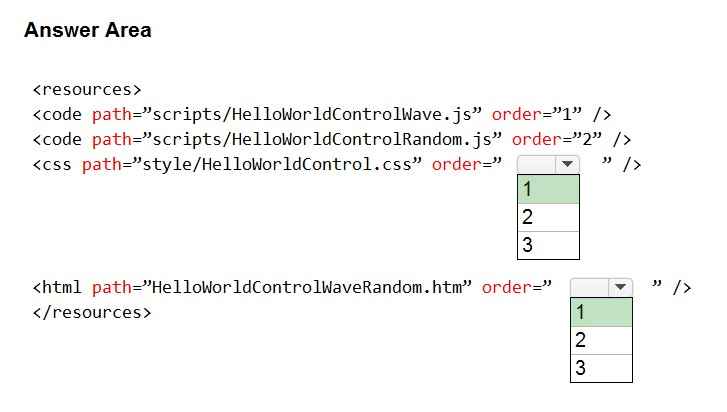 Answer Area
<resources>
<code path=”scripts/HelloWorldControlWave.js” order=”1” />
<code path=”scripts/HelloWorldControlRandom.js” order=”2” />
<css path=”style/HelloWorldControl.css” order=” ” />
1
2
3
<html path=”HelloWorldControlWaveRandom.htm” order=” ” />
</resources>
1
2
3